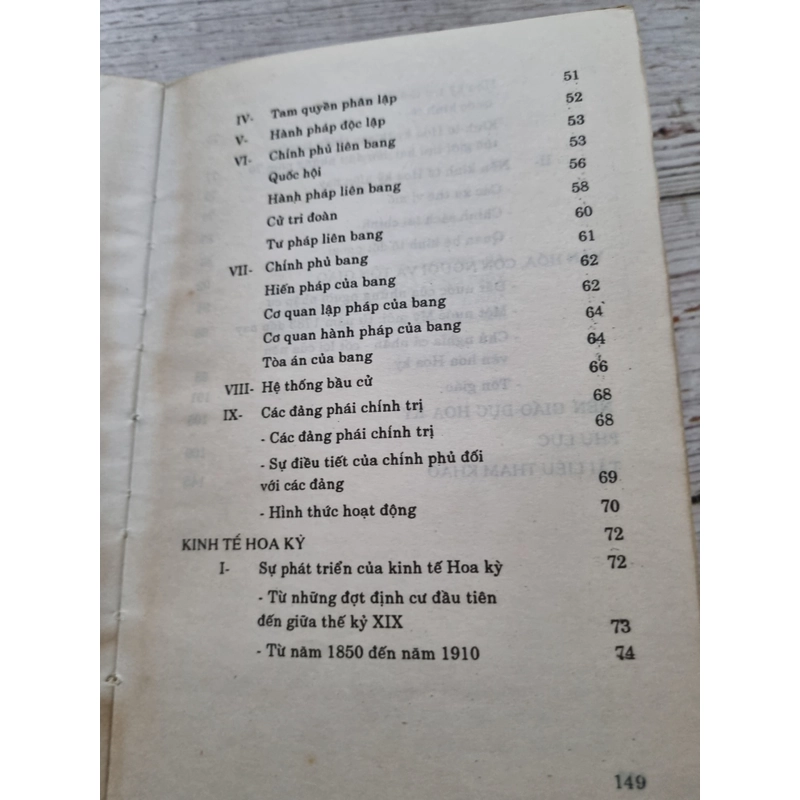 IV- Tam quyền phân lập 51
V- Hành pháp độc lập 52
VI- Chính phủ liên bang 53
Quốc hội 53
Hành pháp liên bang 56
Cử tri đoàn 58
Tư pháp liên bang 60
VII- Chính phủ bang 61
Hiến pháp của bang 62
Cơ quan lập pháp của bang 62
Cơ quan hành pháp của bang 64
Tòa án của bang 64
VIII- Hệ thống bầu cử 66
IX- Các đảng phái chính trị 68
- Các đảng phái chính trị 68
- Sự điều tiết của chính phủ đối
với các đảng 69
- Hình thức hoạt động 70
KINH TẾ HOA KỲ 72
I- Sự phát triển của kinh tế Hoa kỳ 72
- Từ những đợt định cư đầu tiên
đến giữa thế kỷ XIX 73
- Từ năm 1850 đến năm 1910 74
149